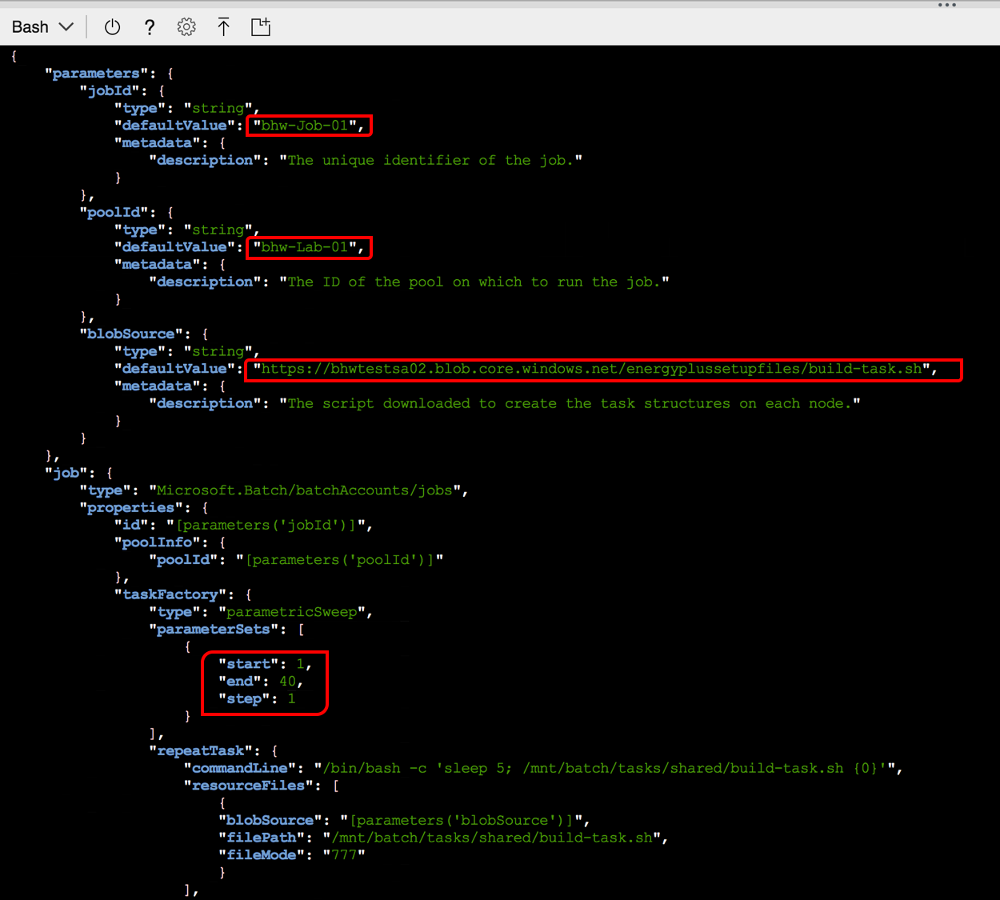 Bash
{
"parameters": {
"jobId": {
"type": "string",
"defaultValue": "bhw-Job-01",
"metadata": {
"description": "The unique identifier of the job."
}
},
"poolId": {
"type": "string",
"defaultValue": "bhw-Lab-01",
"metadata": {
"description": "The ID of the pool on which to run the job."
}
},
"blobSource": {
"type": "string",
"defaultValue": "https://bhwtestsa02.blob.core.windows.net/energyplussetupfiles/build-task.sh",
"metadata": {
"description": "The script downloaded to create the task structures on each node."
}
}
},
"job": {
"type": "Microsoft.Batch/batchAccounts/jobs",
"properties": {
"id": "[parameters('jobId')]",
"poolInfo": {
"poolId": "[parameters('poolId')]"
},
"taskFactory": {
"type": "parametricSweep",
"parameterSets": [
{
"start": 1,
"end": 40,
"step": 1
}
],
"repeatTask": {
"commandLine": "/bin/bash -c 'sleep 5; /mnt/batch/tasks/shared/build-task.sh {0}'",
"resourceFiles": [
{
"blobSource": "[parameters('blobSource')]",
"filePath": "/mnt/batch/tasks/shared/build-task.sh",
"fileMode": "777"
}
],